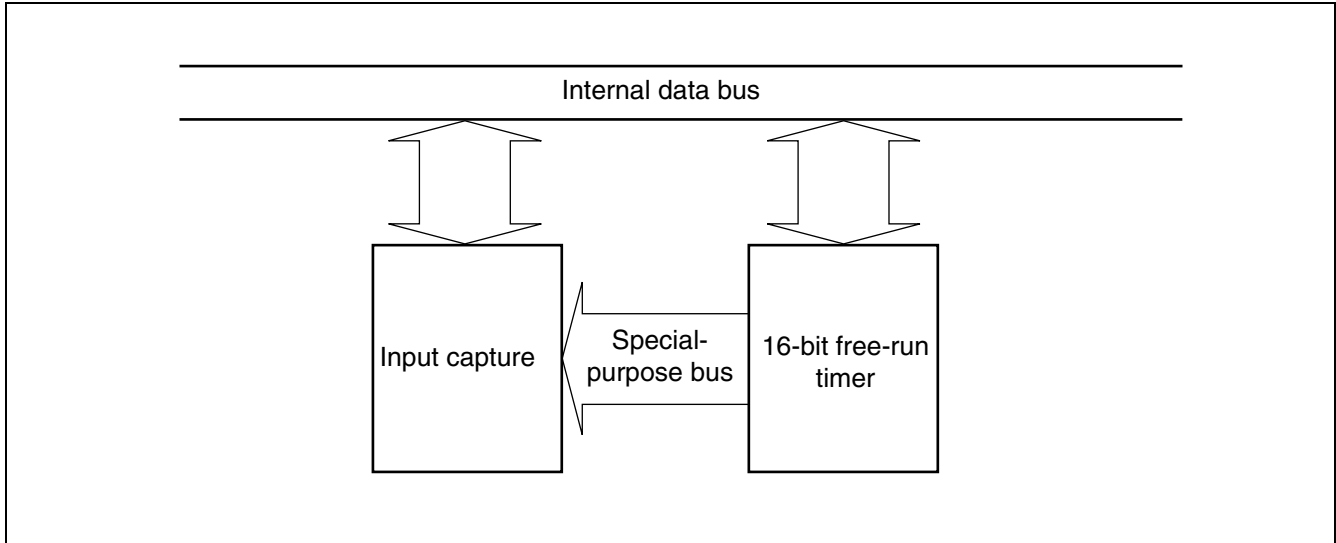 Internal data bus
Input capture
Special-
purpose bus
16-bit free-run
timer